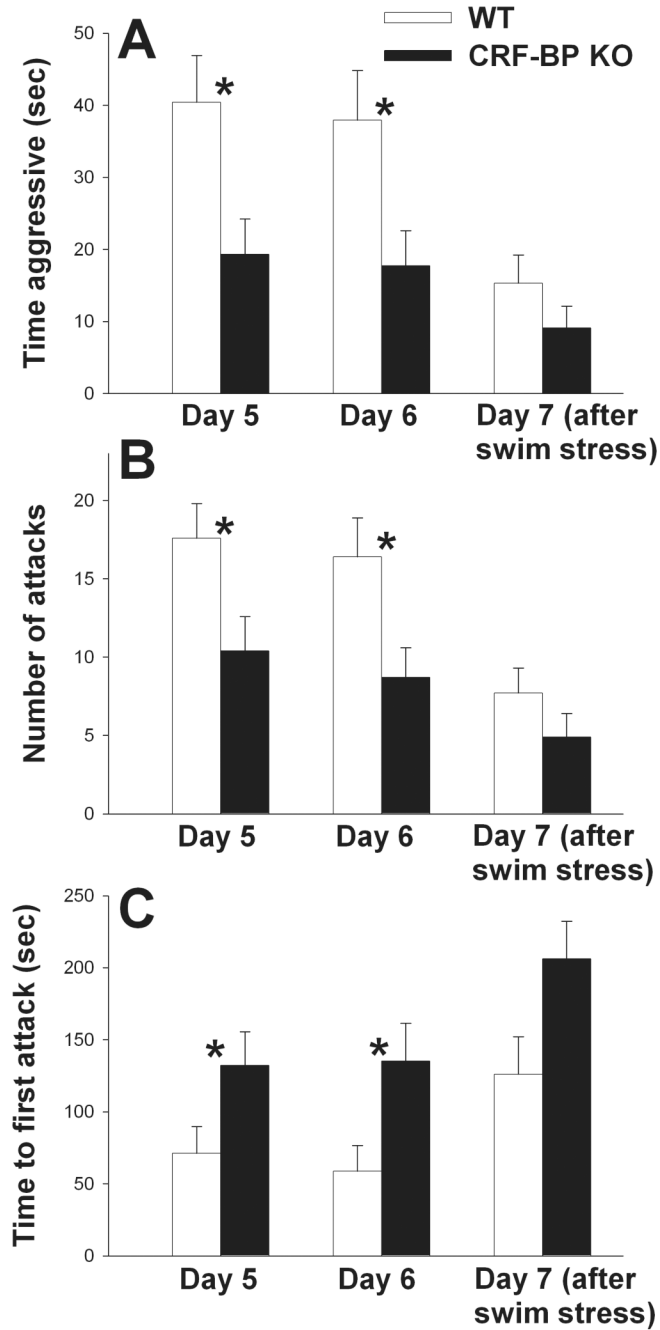 WT
CRF-BP KO
A
Time aggressive (sec)
50
40
30
20
10
0
*
*
Day 5
Day 6
Day 7 (after
swim stress)
B
Number of attacks
20
15
10
5
0
*
*
Day 5
Day 6
Day 7 (after
swim stress)
C
Time to first attack (sec)
250
200
150
100
50
0
*
*
Day 5
Day 6
Day 7 (after
swim stress)